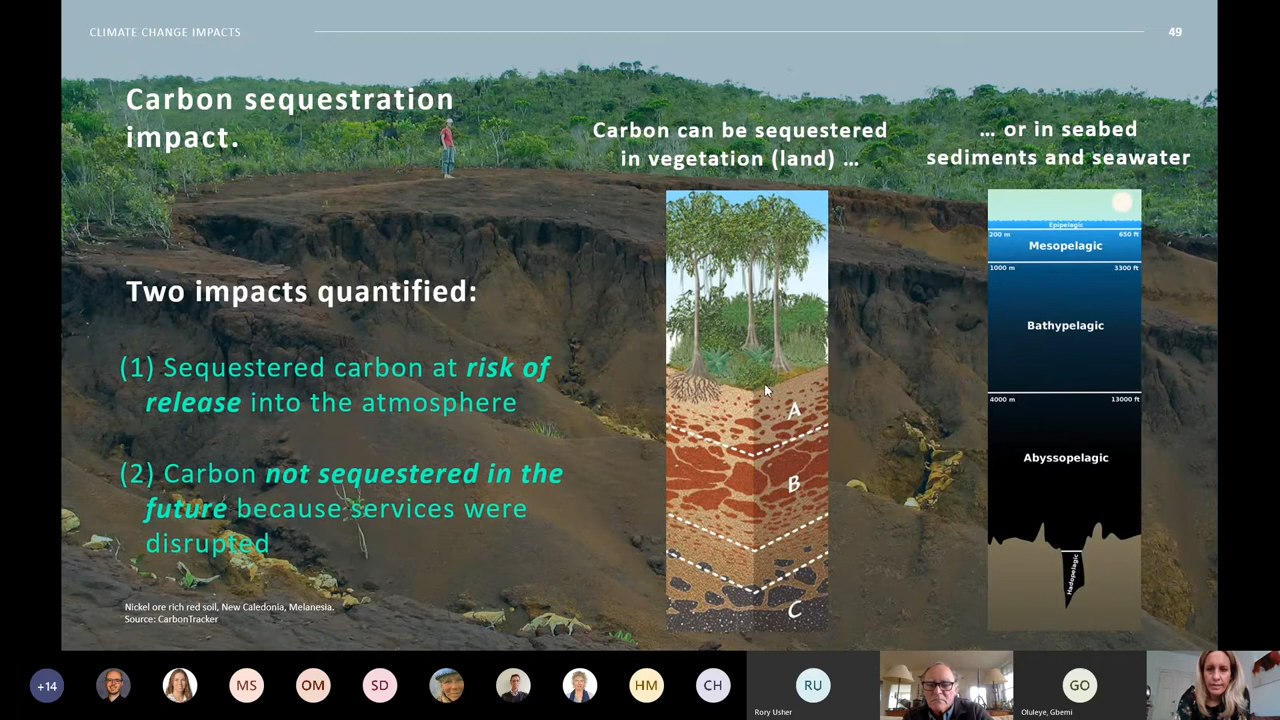 CLIMATE CHANGE IMPACTS
49
Carbon sequestration
impact.
Carbon can be sequestered
in vegetation (land) ...
... or in seabed
sediments and seawater
Two impacts quantified:
(1) Sequestered carbon at risk of
release into the atmosphere
(2) Carbon not sequestered in the
future because services were
disrupted
Nickel ore rich red soil, New Caledonia, Melanesia.
Source: CarbonTracker
A
B
C
Epipelagic
200 m 650 ft
Mesopelagic
1000 m 3300 ft
Bathypelagic
4000 m 13000 ft
Abyssopelagic
Hadopelagic
+14
MS
OM
SD
HM
CH
RU
Rory Usher
GO
Oluleye, Gbemi